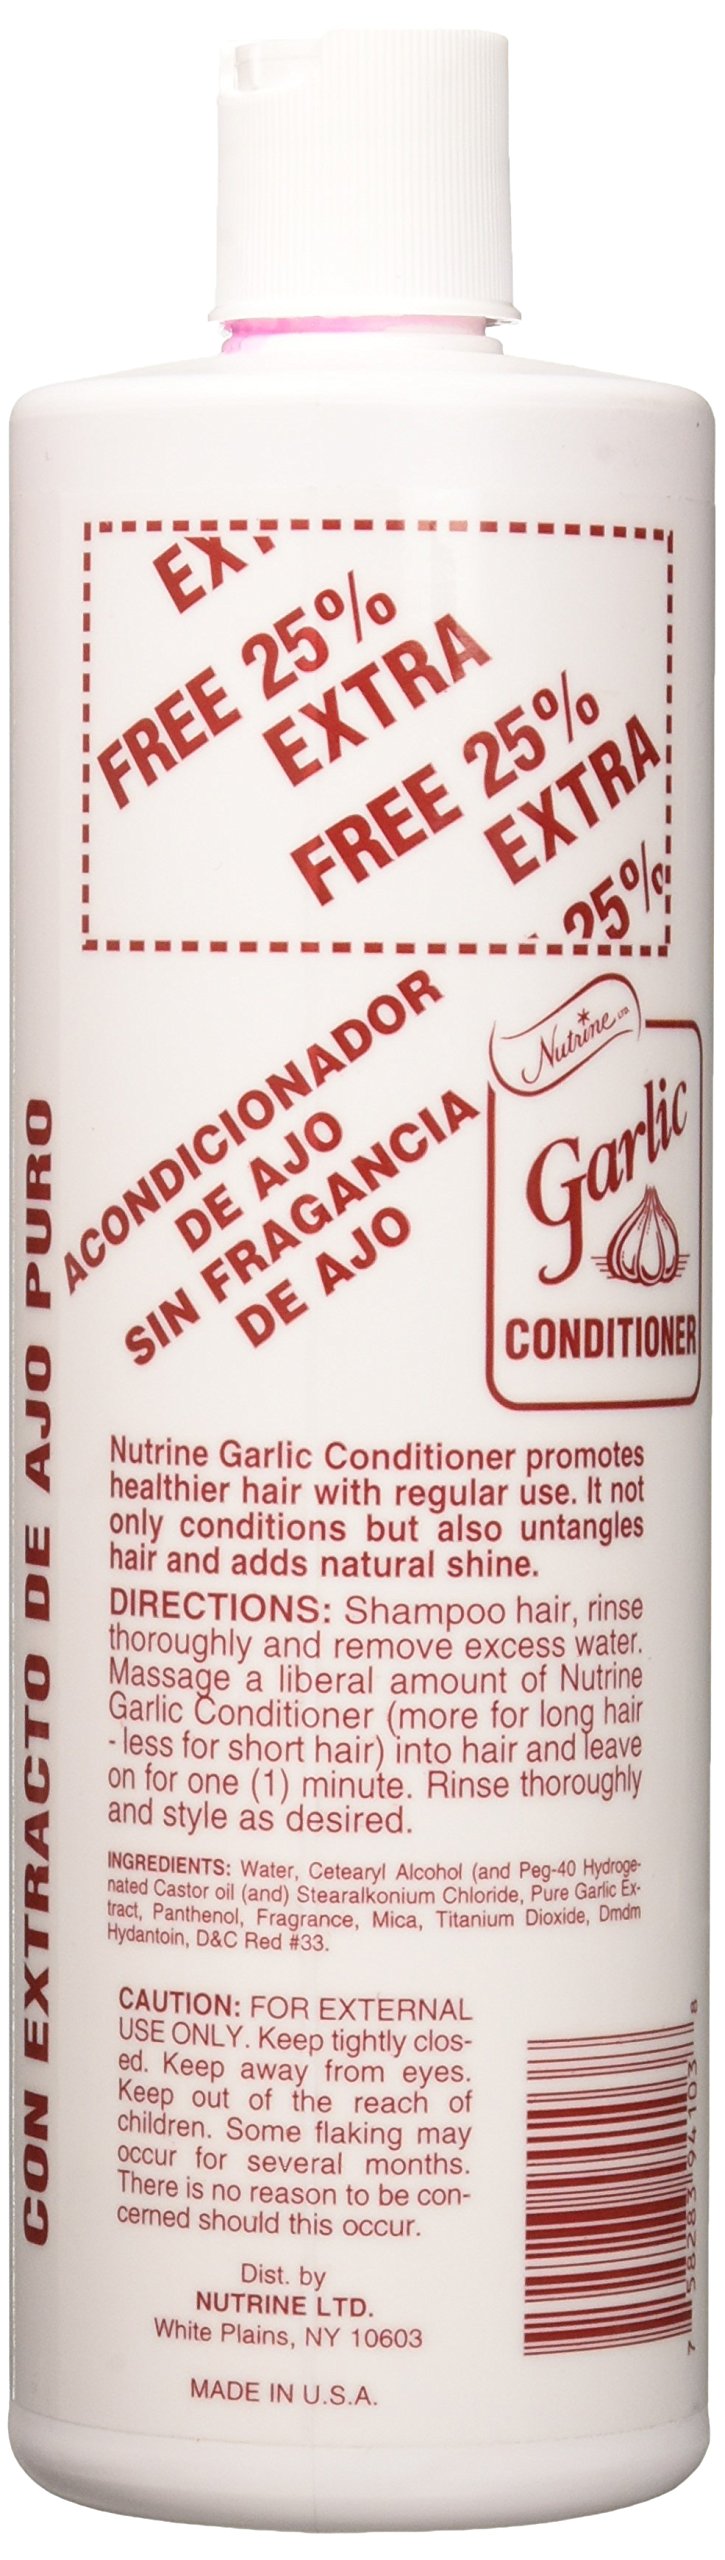 FREE 25%
EXTRA
FREE 25%
EXTRA
25%
ACONDICIONADOR
DE AJO
SIN FRAGANCIA
DE AJO
CON EXTRACTO DE AJO PURO
Nutrine LTD.
Garlic
CONDITIONER
Nutrine Garlic Conditioner promotes
healthier hair with regular use. It not
only conditions but also untangles
hair and adds natural shine.
DIRECTIONS: Shampoo hair, rinse
thoroughly and remove excess water.
Massage a liberal amount of Nutrine
Garlic Conditioner (more for long hair
- less for short hair) into hair and leave
on for one (1) minute. Rinse thoroughly
and style as desired.
INGREDIENTS: Water, Cetearyl Alcohol (and Peg-40 Hydroge-
nated Castor oil (and) Stearalkonium Chloride, Pure Garlic Ex-
tract, Panthenol, Fragrance, Mica, Titanium Dioxide, Dmdm
Hydantoin, D&C Red #33.
CAUTION: FOR EXTERNAL
USE ONLY. Keep tightly clos-
ed. Keep away from eyes.
Keep out of the reach of
children. Some flaking may
occur for several months.
There is no reason to be con-
cerned should this occur.
Dist. by
NUTRINE LTD.
White Plains, NY 10603
MADE IN U.S.A.
7 58283 94103 8